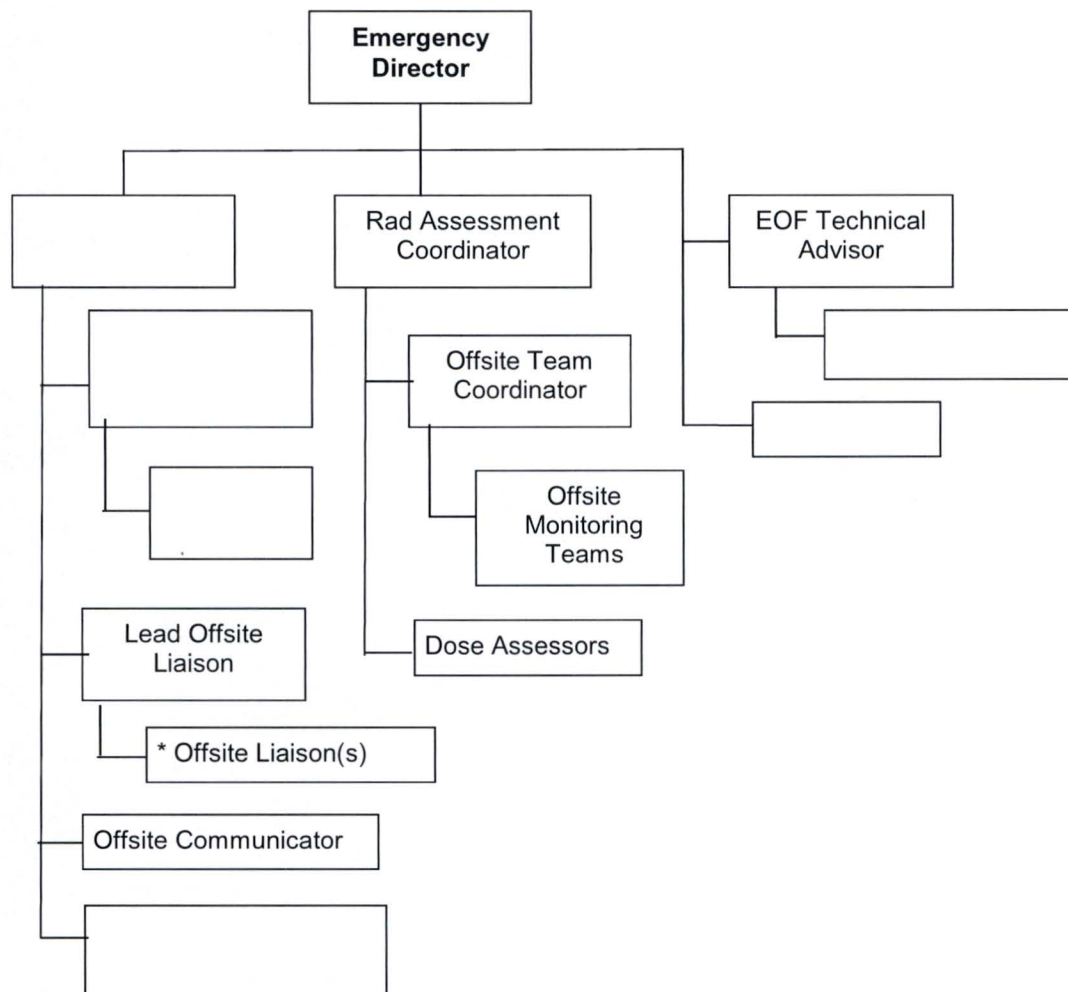 Emergency
Director
Rad Assessment
Coordinator
EOF Technical
Advisor
Offsite Team
Coordinator
Offsite
Monitoring
Teams
Lead Offsite
Liaison
Dose Assessors
* Offsite Liaison(s)
Offsite Communicator